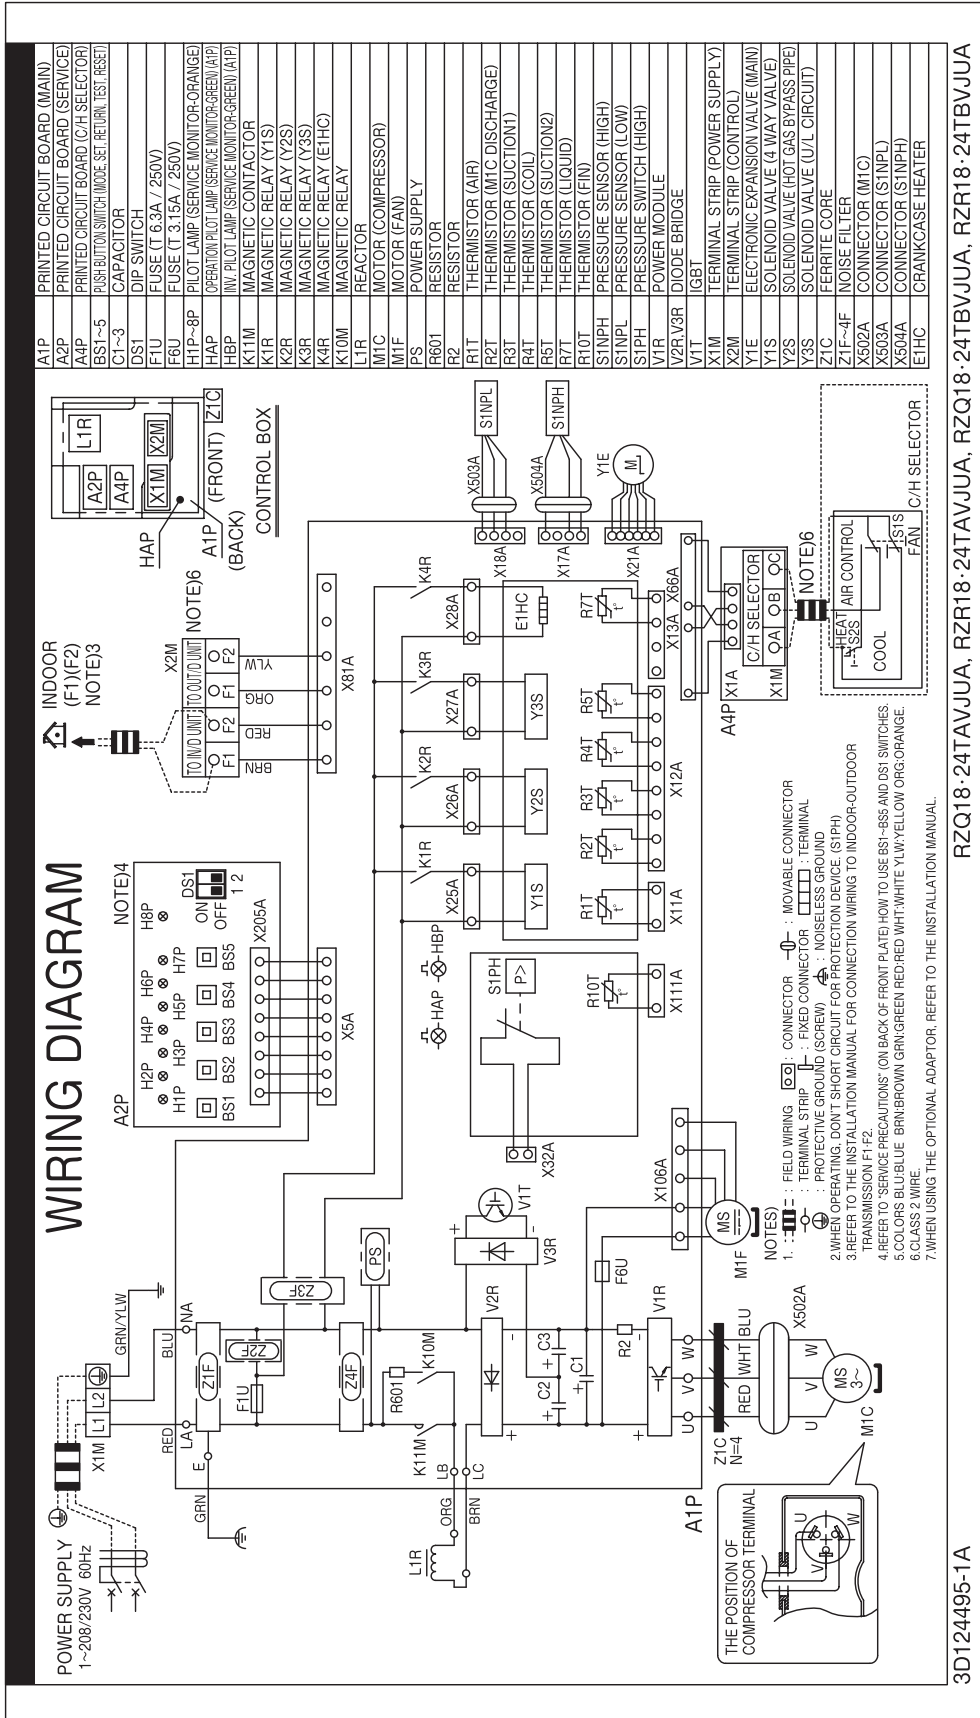 WIRING DIAGRAM
POWER SUPPLY
1~208/230V 60Hz
X1M
L1
L2
GRN/YLW
RED
BLU
LA
NA
E
GRN
Z1F
F1U
Z2F
Z3F
Z4F
PS
R601
K10M
K11M
LB
LC
ORG
BRN
L1R
V2R
V3R
V1T
+
-
+
-
C2
C3
+
+
C1
+
F6U
R2
V1R
+
-
U
V
W
Z1C
N=4
RED
WHT
BLU
X502A
U
V
W
MS
3~
M1C
A1P
THE POSITION OF
COMPRESSOR TERMINAL
U
V
W
A2P
NOTE)4
H1P
H2P
H3P
H4P
H5P
H6P
H7P
H8P
BS1
BS2
BS3
BS4
BS5
DS1
ON
OFF
1 2
X205A
X5A
INDOOR
(F1)(F2)
NOTE)3
X2M
NOTE)6
TO IN/D UNIT
TO OUT/D UNIT
F1
F2
F1
F2
BRN
RED
ORG
YLW
X81A
HAP
HBP
K1R
K2R
K3R
K4R
X25A
X26A
X27A
X28A
Y1S
Y2S
Y3S
E1HC
S1PH
P>
X32A
R10T
t°
X111A
R1T
t°
X11A
R2T
t°
R3T
t°
R4T
t°
R5T
t°
X12A
R7T
t°
X13A
X66A
X106A
MS
M1F
X18A
X503A
S1NPL
X17A
X504A
S1NPH
X21A
Y1E
M
A4P
X1A
C/H SELECTOR
X1M
A
B
C
NOTE)6
HEAT
S2S
COOL
AIR CONTROL
S1S
FAN
C/H SELECTOR
HAP
A1P
(BACK)
A2P
A4P
L1R
X1M
X2M
(FRONT)
Z1C
CONTROL BOX
NOTES)
1. : FIELD WIRING : CONNECTOR : MOVABLE CONNECTOR
: TERMINAL STRIP : FIXED CONNECTOR : TERMINAL
: PROTECTIVE GROUND (SCREW) : NOISELESS GROUND
2.WHEN OPERATING, DON'T SHORT CIRCUIT FOR PROTECTION DEVICE. (S1PH)
3.REFER TO THE INSTALLATION MANUAL FOR CONNECTION WIRING TO INDOOR-OUTDOOR
TRANSMISSION F1·F2.
4.REFER TO "SERVICE PRECAUTIONS" (ON BACK OF FRONT PLATE) HOW TO USE BS1~BS5 AND DS1 SWITCHES.
5.COLORS BLU:BLUE BRN:BROWN GRN:GREEN RED:RED WHT:WHITE YLW:YELLOW ORG:ORANGE.
6.CLASS 2 WIRE.
7.WHEN USING THE OPTIONAL ADAPTOR, REFER TO THE INSTALLATION MANUAL.
A1P PRINTED CIRCUIT BOARD (MAIN)
A2P PRINTED CIRCUIT BOARD (SERVICE)
A4P PRINTED CIRCUIT BOARD (C/H SELECTOR)
BS1~5 PUSH BUTTON SWITCH (MODE, SET, RETURN, TEST, RESET)
C1~3 CAPACITOR
DS1 DIP SWITCH
F1U FUSE (T 6.3A / 250V)
F6U FUSE (T 3.15A / 250V)
H1P~8P PILOT LAMP (SERVICE MONITOR-ORANGE)
HAP OPERATION PILOT LAMP (SERVICE MONITOR-GREEN) (A1P)
HBP INV. PILOT LAMP (SERVICE MONITOR-GREEN) (A1P)
K11M MAGNETIC CONTACTOR
K1R MAGNETIC RELAY (Y1S)
K2R MAGNETIC RELAY (Y2S)
K3R MAGNETIC RELAY (Y3S)
K4R MAGNETIC RELAY (E1HC)
K10M MAGNETIC RELAY
L1R REACTOR
M1C MOTOR (COMPRESSOR)
M1F MOTOR (FAN)
PS POWER SUPPLY
R601 RESISTOR
R2 RESISTOR
R1T THERMISTOR (AIR)
R2T THERMISTOR (M1C DISCHARGE)
R3T THERMISTOR (SUCTION1)
R4T THERMISTOR (COIL)
R5T THERMISTOR (SUCTION2)
R7T THERMISTOR (LIQUID)
R10T THERMISTOR (FIN)
S1NPH PRESSURE SENSOR (HIGH)
S1NPL PRESSURE SENSOR (LOW)
S1PH PRESSURE SWITCH (HIGH)
V1R POWER MODULE
V2R,V3R DIODE BRIDGE
V1T IGBT
X1M TERMINAL STRIP (POWER SUPPLY)
X2M TERMINAL STRIP (CONTROL)
Y1E ELECTRONIC EXPANSION VALVE (MAIN)
Y1S SOLENOID VALVE (4 WAY VALVE)
Y2S SOLENOID VALVE (HOT GAS BYPASS PIPE)
Y3S SOLENOID VALVE (U/L CIRCUIT)
Z1C FERRITE CORE
Z1F~4F NOISE FILTER
X502A CONNECTOR (M1C)
X503A CONNECTOR (S1NPL)
X504A CONNECTOR (S1NPH)
E1HC CRANKCASE HEATER
3D124495-1A
RZQ18·24TAVJUA, RZR18·24TAVJUA, RZQ18·24TBVJUA, RZR18·24TBVJUA